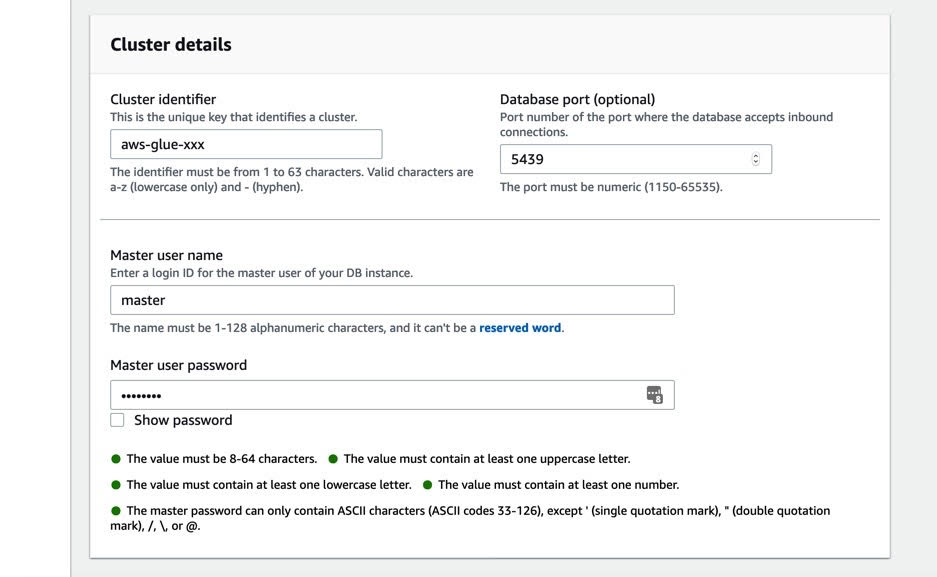 Cluster details
Cluster identifier
This is the unique key that identifies a cluster.
aws-glue-xxx
The identifier must be from 1 to 63 characters. Valid characters are
a-z (lowercase only) and - (hyphen).
Database port (optional)
Port number of the port where the database accepts inbound
connections.
5439
The port must be numeric (1150-65535).
Master user name
Enter a login ID for the master user of your DB instance.
master
The name must be 1-128 alphanumeric characters, and it can't be a reserved word.
Master user password
••••••••
8
Show password
The value must be 8-64 characters. The value must contain at least one uppercase letter.
The value must contain at least one lowercase letter. The value must contain at least one number.
The master password can only contain ASCII characters (ASCII codes 33-126), except ' (single quotation mark), " (double quotation
mark), /, \, or @.